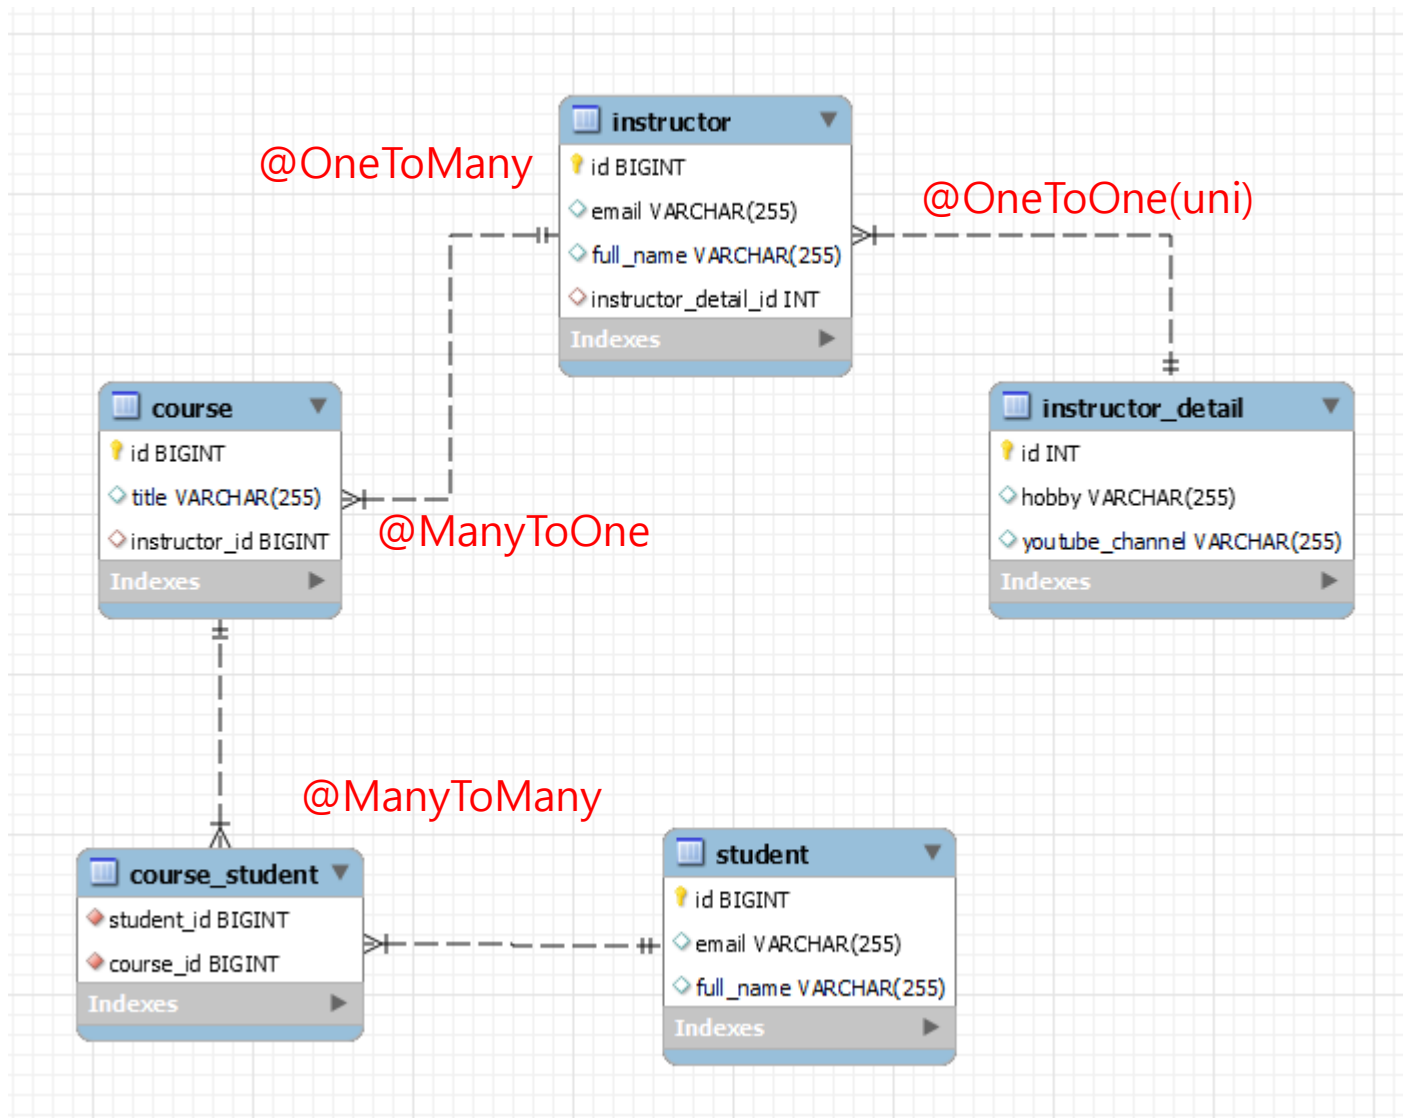 instructor
id BIGINT
email VARCHAR(255)
full_name VARCHAR(255)
instructor_detail_id INT
Indexes
@OneToMany
@OneToOne(uni)
course
id BIGINT
title VARCHAR(255)
instructor_id BIGINT
Indexes
@ManyToOne
instructor_detail
id INT
hobby VARCHAR(255)
youtube_channel VARCHAR(255)
Indexes
@ManyToMany
course_student
student_id BIGINT
course_id BIGINT
Indexes
student
id BIGINT
email VARCHAR(255)
full_name VARCHAR(255)
Indexes